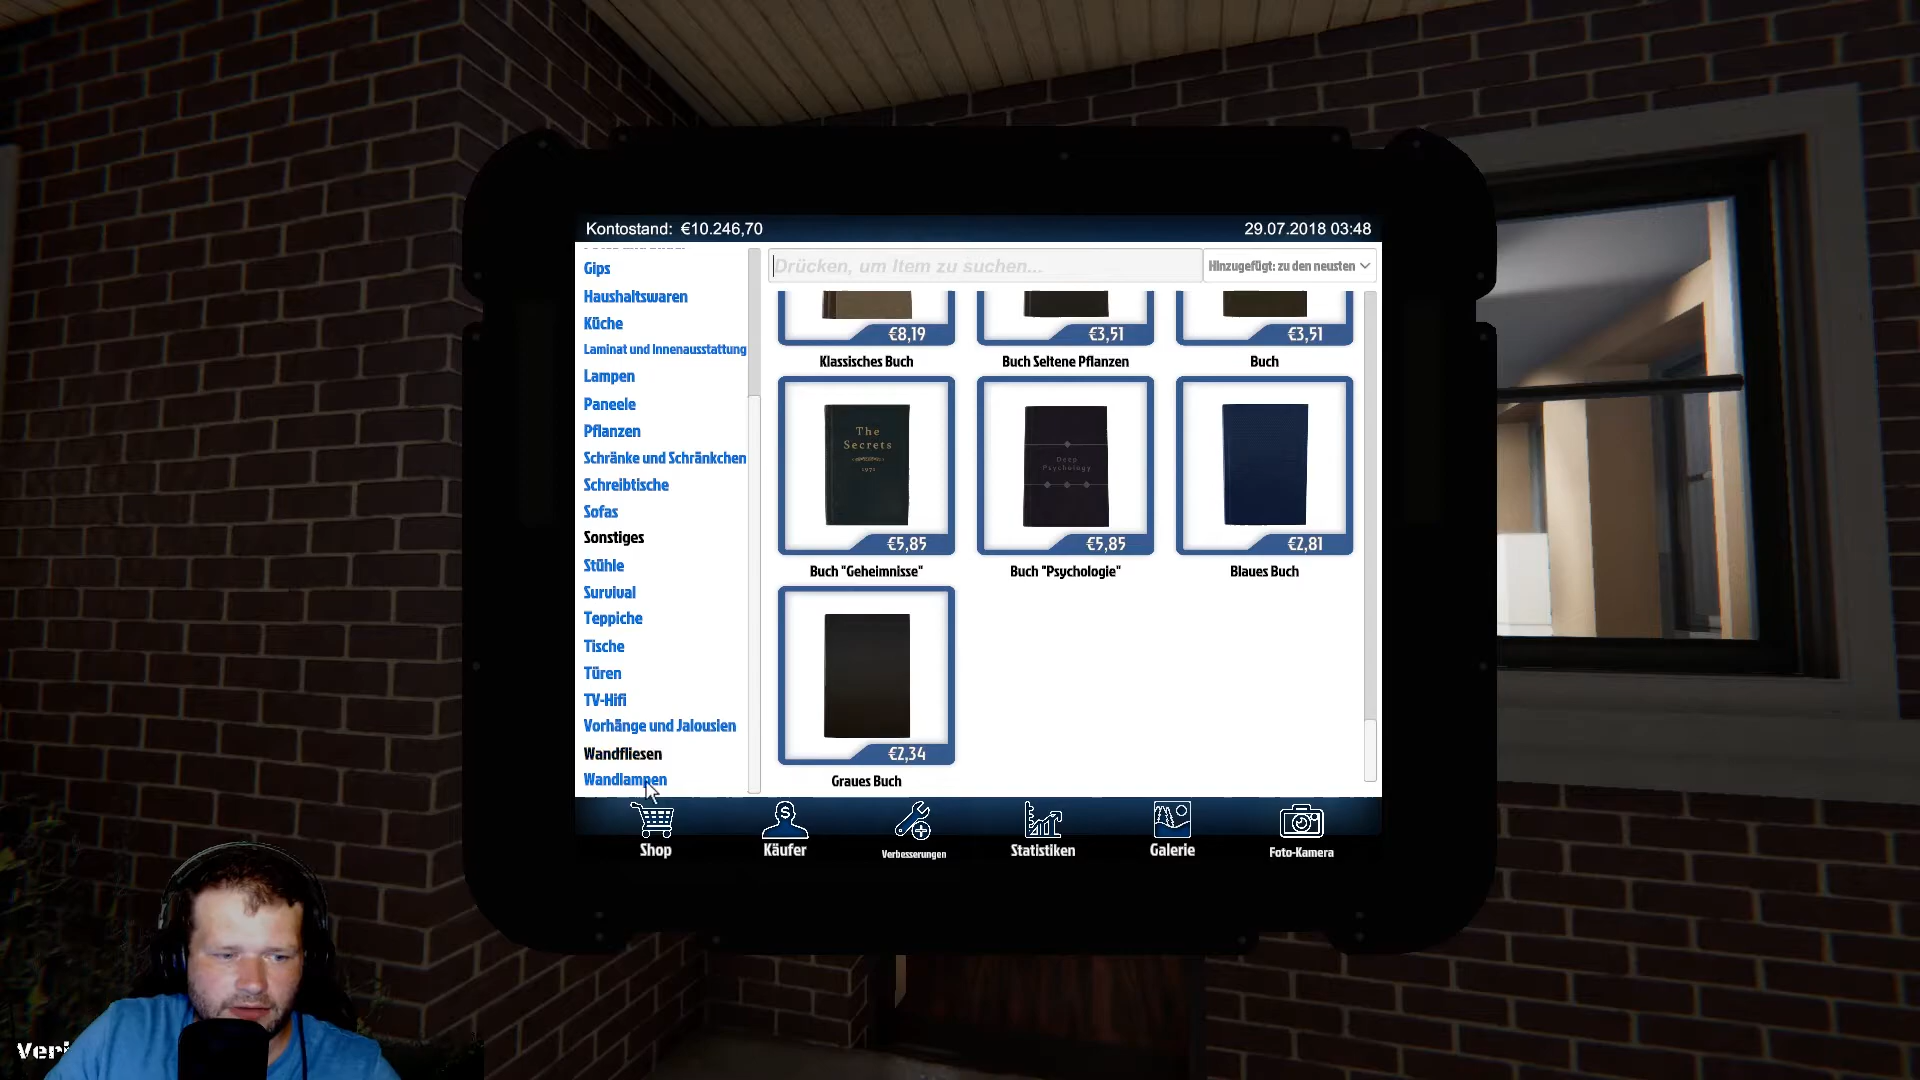 Kontostand: €10.246,70
29.07.2018 03:48
Drücken, um Item zu suchen...
Hinzugefügt: zu den neusten
Gips
Haushaltswaren
Küche
Laminat und Innenausstattung
Lampen
Paneele
Pflanzen
Schränke und Schränkchen
Schreibtische
Sofas
Sonstiges
Stühle
Survival
Teppiche
Tische
Türen
TV-Hifi
Vorhänge und Jalousien
Wandfliesen
Wandlampen
€8,19
€3,51
€3,51
Klassisches Buch
Buch Seltene Pflanzen
Buch
The
Secrets
1971
Deep
Psychology
€5,85
€5,85
€2,81
Buch "Geheimnisse"
Buch "Psychologie"
Blaues Buch
€2,34
Graues Buch
Shop
Käufer
Verbesserungen
Statistiken
Galerie
Foto-Kamera